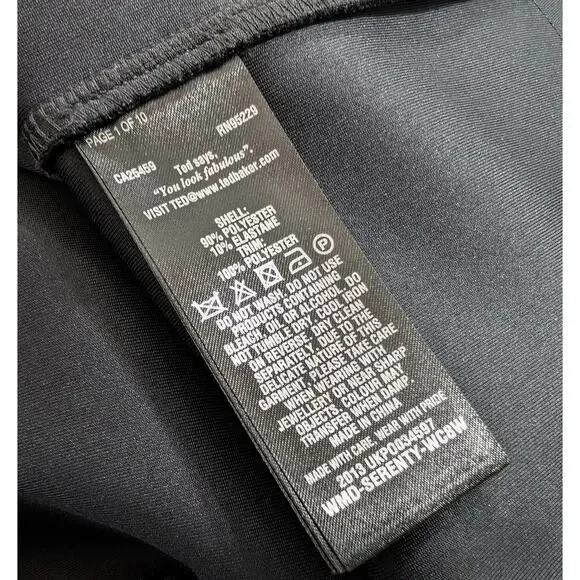 PAGE 1 OF 10
CA25459 RN95229
Ted says,
"You look fabulous".
VISIT TED@www.tedbaker.com
SHELL:
90% POLYESTER
10% ELASTANE
TRIM:
100% POLYESTER
P
DO NOT WASH. DO NOT USE
PRODUCTS CONTAINING
BLEACH, OIL OR ALCOHOL. DO
NOT TUMBLE DRY. COOL IRON
ON REVERSE. DRY CLEAN
SEPARATELY. DUE TO THE
DELICATE NATURE OF THIS
GARMENT, PLEASE TAKE CARE
WHEN WEARING WITH
JEWELLERY OR NEAR SHARP
OBJECTS. COLOUR MAY
TRANSFER WHEN DAMP.
MADE IN CHINA
MADE WITH CARE, WEAR WITH PRIDE
2013 UKPO034597
WMD-SERENTY-WC8W